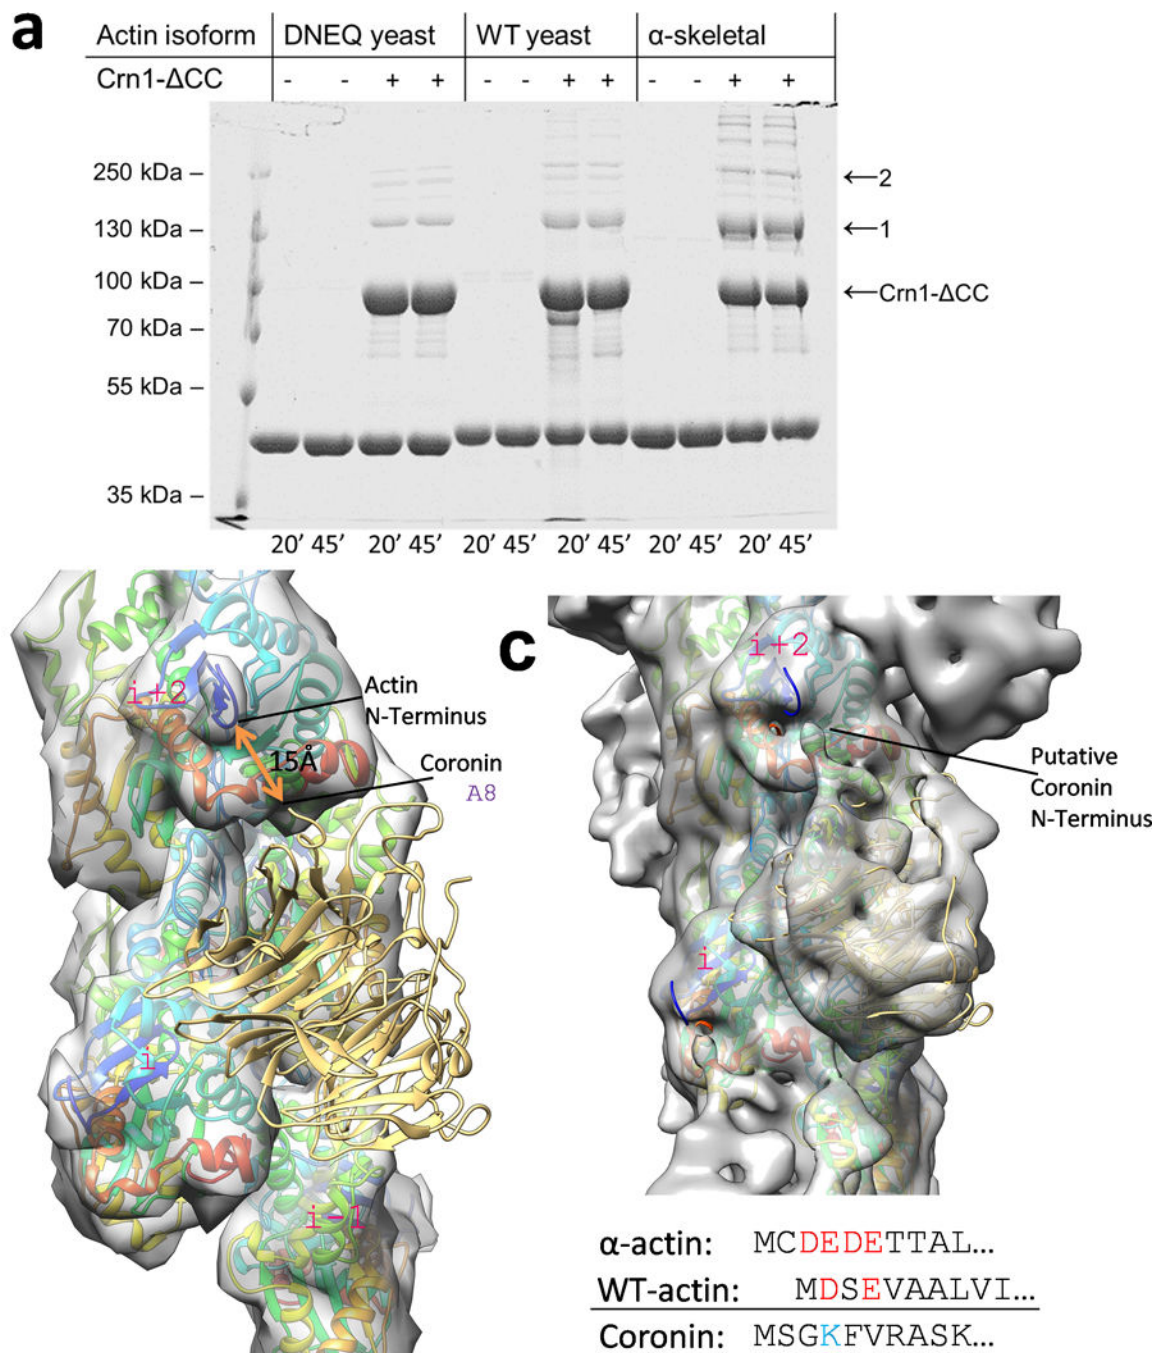 a
Actin isoform DNEQ yeast WT yeast α-skeletal
Crn1-ΔCC - - + + - - + + - - + +
250 kDa – ←2
130 kDa – ←1
100 kDa – ←Crn1-ΔCC
70 kDa –
55 kDa –
35 kDa –
20’ 45’ 20’ 45’ 20’ 45’ 20’ 45’ 20’ 45’ 20’ 45’
i+2
Actin
N-Terminus
15Å
Coronin
A8
i
i-1
c
i+2
Putative
Coronin
N-Terminus
i
α-actin: MCDEDETTAL...
WT-actin: MDSEVAALVI...
Coronin: MSGKFVRASK...